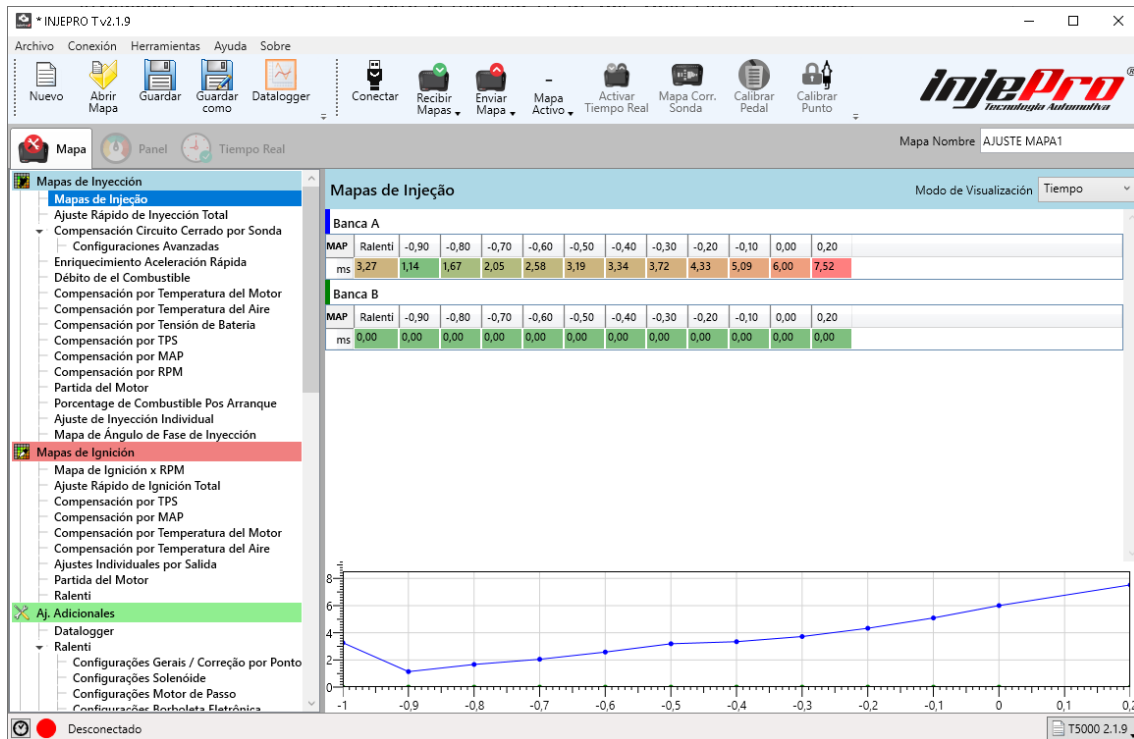 * INJEPRO T v2.1.9
Archivo Conexión Herramientas Ayuda Sobre
Nuevo Abrir Mapa Guardar Guardar como Datalogger Conectar Recibir Mapas Enviar Mapa - Mapa Activo Activar Tiempo Real Mapa Corr. Sonda Calibrar Pedal Calibrar Punto
injePro ®
Tecnologia Automotiva
Mapa Panel Tiempo Real Mapa Nombre AJUSTE MAPA1
Mapas de Inyección
Mapas de Injeção
Ajuste Rápido de Inyección Total
Compensación Circuito Cerrado por Sonda
Configuraciones Avanzadas
Enriquecimiento Aceleración Rápida
Débito de el Combustible
Compensación por Temperatura del Motor
Compensación por Temperatura del Aire
Compensación por Tensión de Bateria
Compensación por TPS
Compensación por MAP
Compensación por RPM
Partida del Motor
Porcentage de Combustible Pos Arranque
Ajuste de Inyección Individual
Mapa de Ángulo de Fase de Inyección
Mapas de Ignición
Mapa de Ignición x RPM
Ajuste Rápido de Ignición Total
Compensación por TPS
Compensación por MAP
Compensación por Temperatura del Motor
Compensación por Temperatura del Aire
Ajustes Individuales por Salida
Partida del Motor
Ralenti
Aj. Adicionales
Datalogger
Ralenti
Configurações Gerais / Correção por Ponto
Configurações Solenóide
Configurações Motor de Passo
Configurações Borboleta Eletrônica
Mapas de Injeção Modo de Visualización Tiempo
Banca A
MAP Ralenti -0,90 -0,80 -0,70 -0,60 -0,50 -0,40 -0,30 -0,20 -0,10 0,00 0,20
ms 3,27 1,14 1,67 2,05 2,58 3,19 3,34 3,72 4,33 5,09 6,00 7,52
Banca B
MAP Ralenti -0,90 -0,80 -0,70 -0,60 -0,50 -0,40 -0,30 -0,20 -0,10 0,00 0,20
ms 0,00 0,00 0,00 0,00 0,00 0,00 0,00 0,00 0,00 0,00 0,00 0,00
8
6
4
2
0
-1 -0,9 -0,8 -0,7 -0,6 -0,5 -0,4 -0,3 -0,2 -0,1 0 0,1 0,2
Desconectado T5000 2.1.9